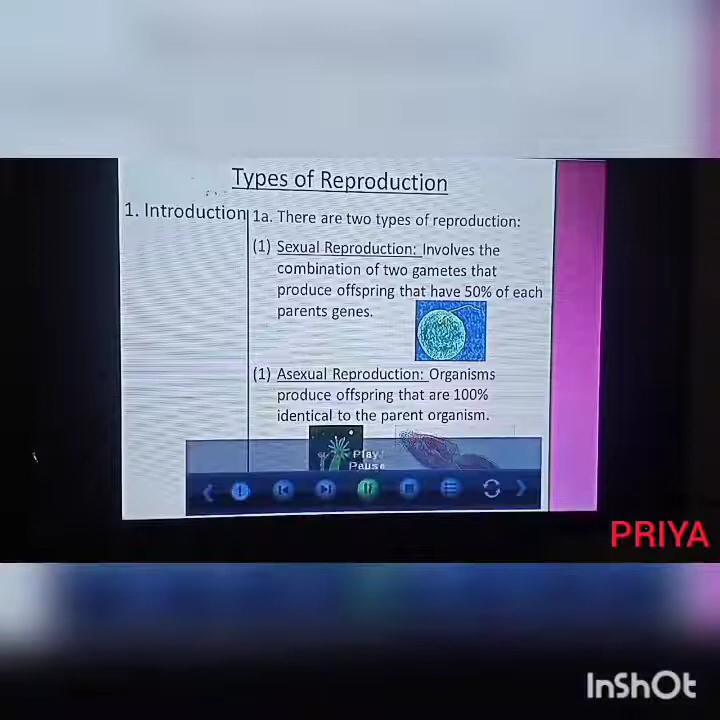 Types of Reproduction
1. Introduction
1a. There are two types of reproduction:
(1) Sexual Reproduction: Involves the
combination of two gametes that
produce offspring that have 50% of each
parents genes.
(1) Asexual Reproduction: Organisms
produce offspring that are 100%
identical to the parent organism.
Play/
Pause
PRIYA
InShOt